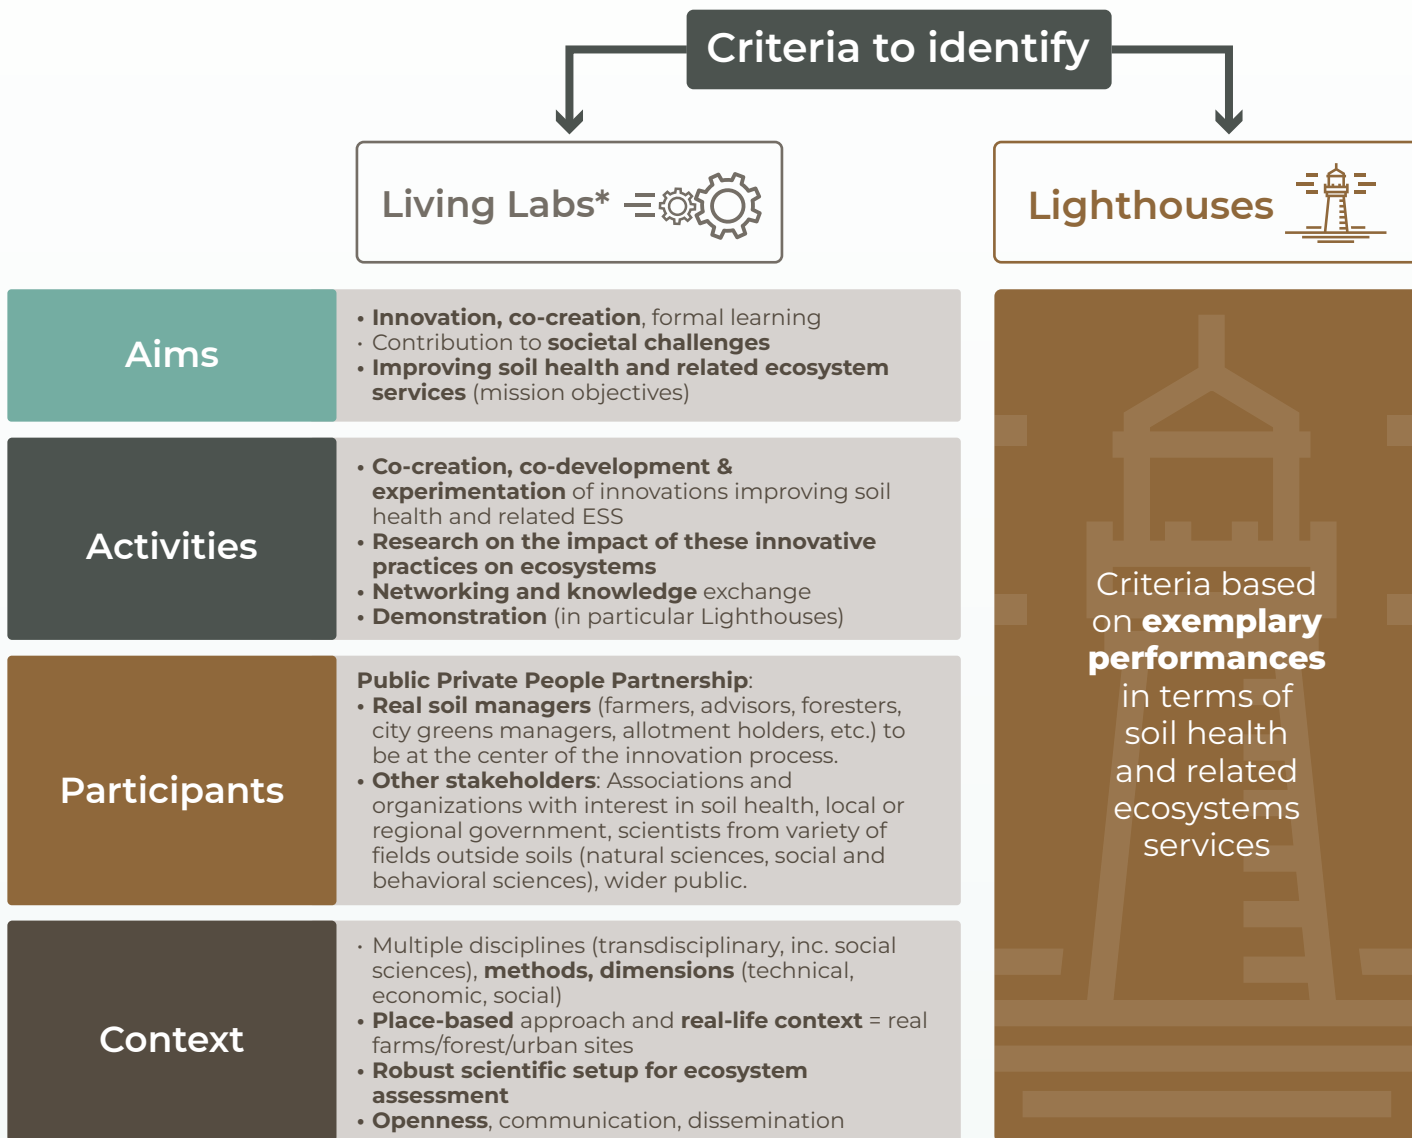 Criteria to identify
Living Labs*
Lighthouses
Aims
• Innovation, co-creation, formal learning
• Contribution to societal challenges
• Improving soil health and related ecosystem
services (mission objectives)
Activities
• Co-creation, co-development &
experimentation of innovations improving soil
health and related ESS
• Research on the impact of these innovative
practices on ecosystems
• Networking and knowledge exchange
• Demonstration (in particular Lighthouses)
Participants
Public Private People Partnership:
• Real soil managers (farmers, advisors, foresters,
city greens managers, allotment holders, etc.) to
be at the center of the innovation process.
• Other stakeholders: Associations and
organizations with interest in soil health, local or
regional government, scientists from variety of
fields outside soils (natural sciences, social and
behavioral sciences), wider public.
Context
• Multiple disciplines (transdisciplinary, inc. social
sciences), methods, dimensions (technical,
economic, social)
• Place-based approach and real-life context = real
farms/forest/urban sites
• Robust scientific setup for ecosystem
assessment
• Openness, communication, dissemination
Criteria based
on exemplary
performances
in terms of
soil health
and related
ecosystems
services